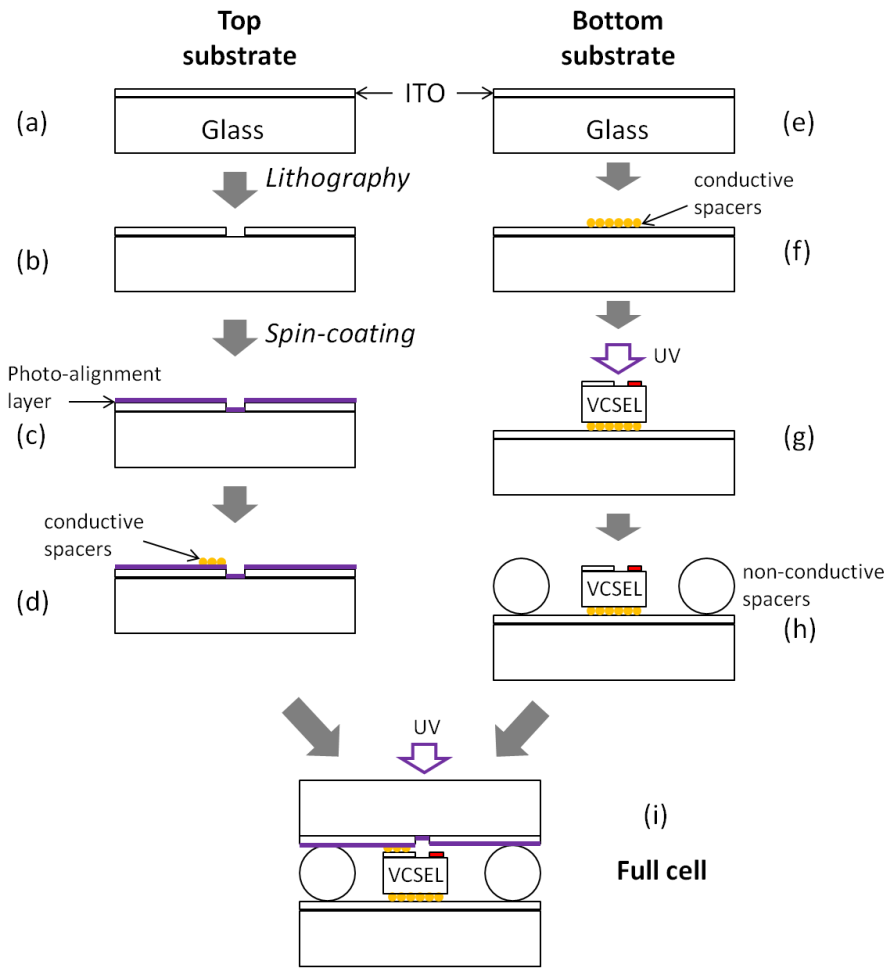 Top
substrate
Bottom
substrate
ITO
(a)
Glass
Glass
(e)
Lithography
conductive
spacers
(b)
(f)
Spin-coating
UV
Photo-alignment
layer
VCSEL
(c)
(g)
conductive
spacers
VCSEL
non-conductive
spacers
(d)
(h)
UV
(i)
VCSEL
Full cell